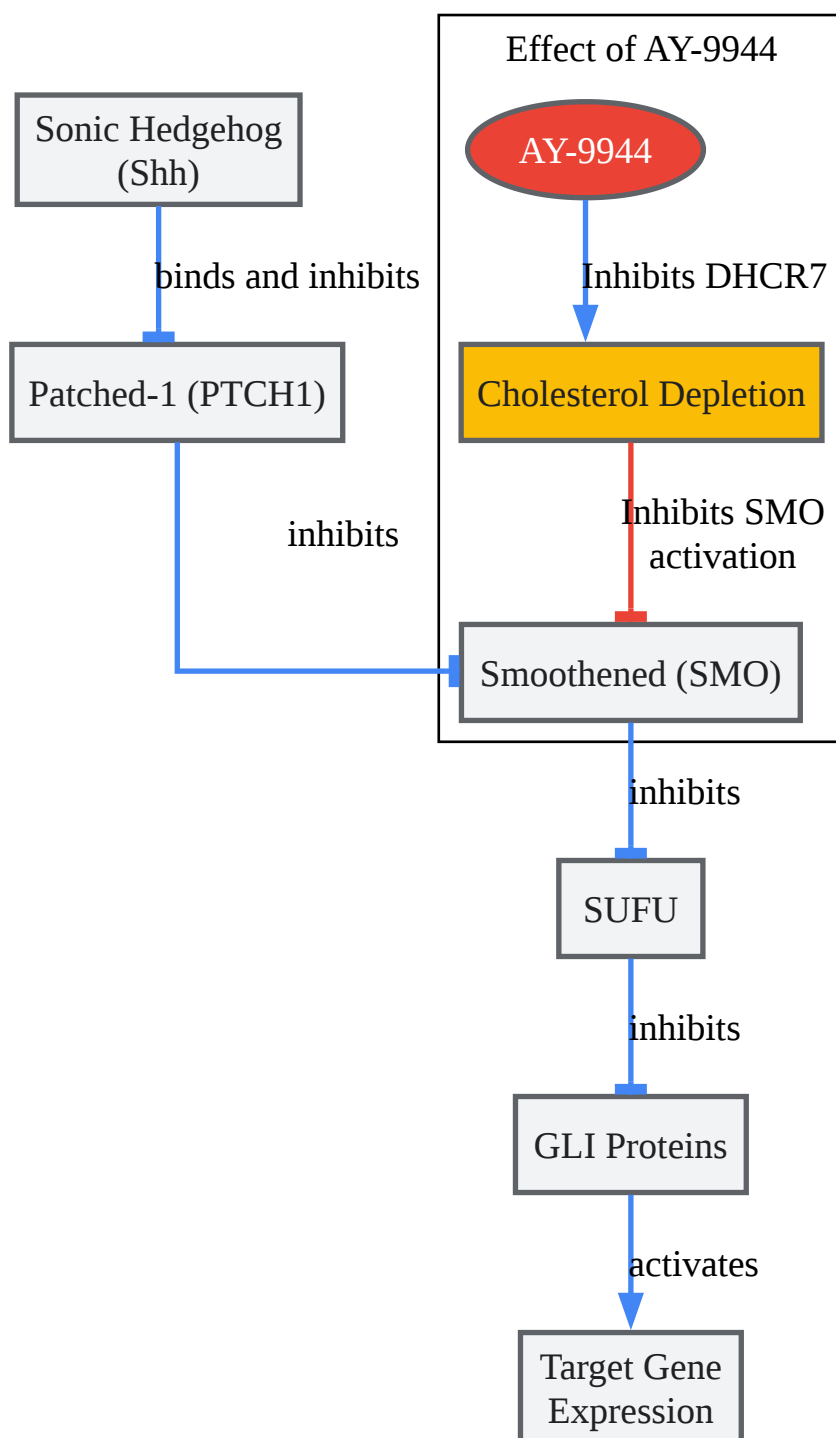 Effect of AY-9944
Sonic Hedgehog
(Shh)
AY-9944
binds and inhibits
Inhibits DHCR7
Patched-1 (PTCH1)
Cholesterol Depletion
inhibits
Inhibits SMO
activation
Smoothened (SMO)
inhibits
SUFU
inhibits
GLI Proteins
activates
Target Gene
Expression